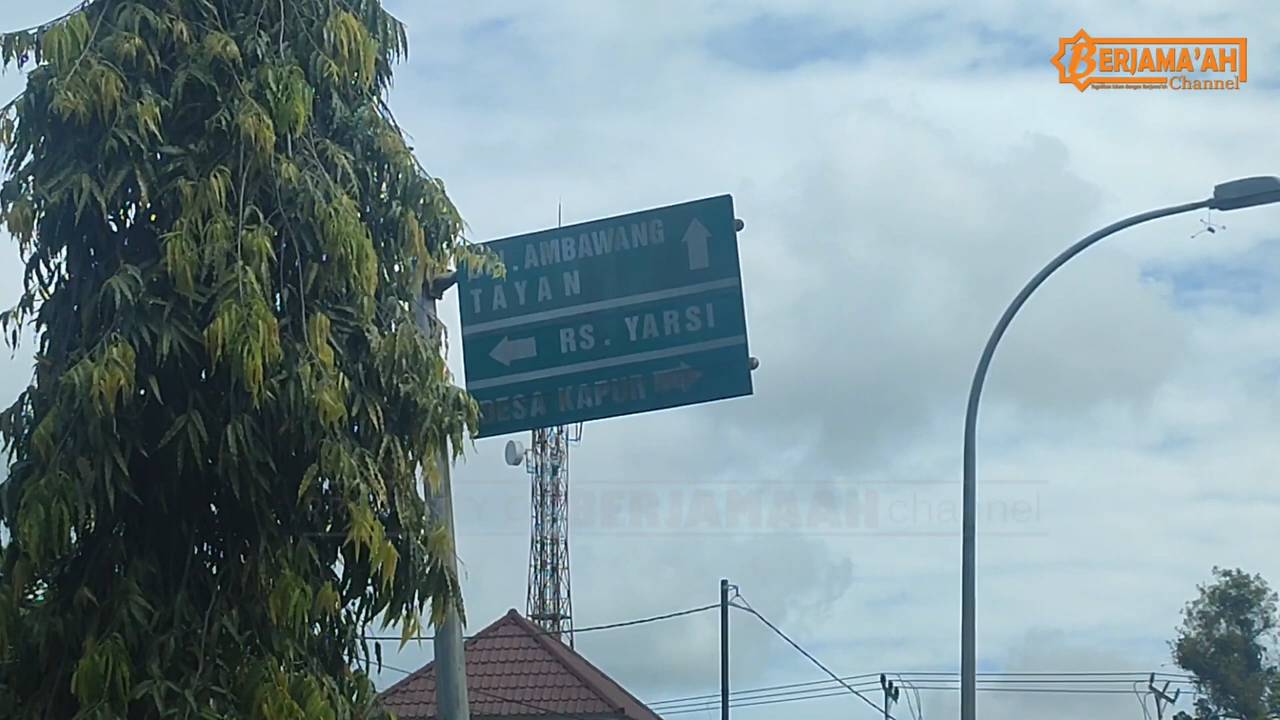 BERJAMA'AH
Channel
.AMBAWANG
TAYAN
RS. YARSI
DESA KAPUR
BERJAMAAH channel